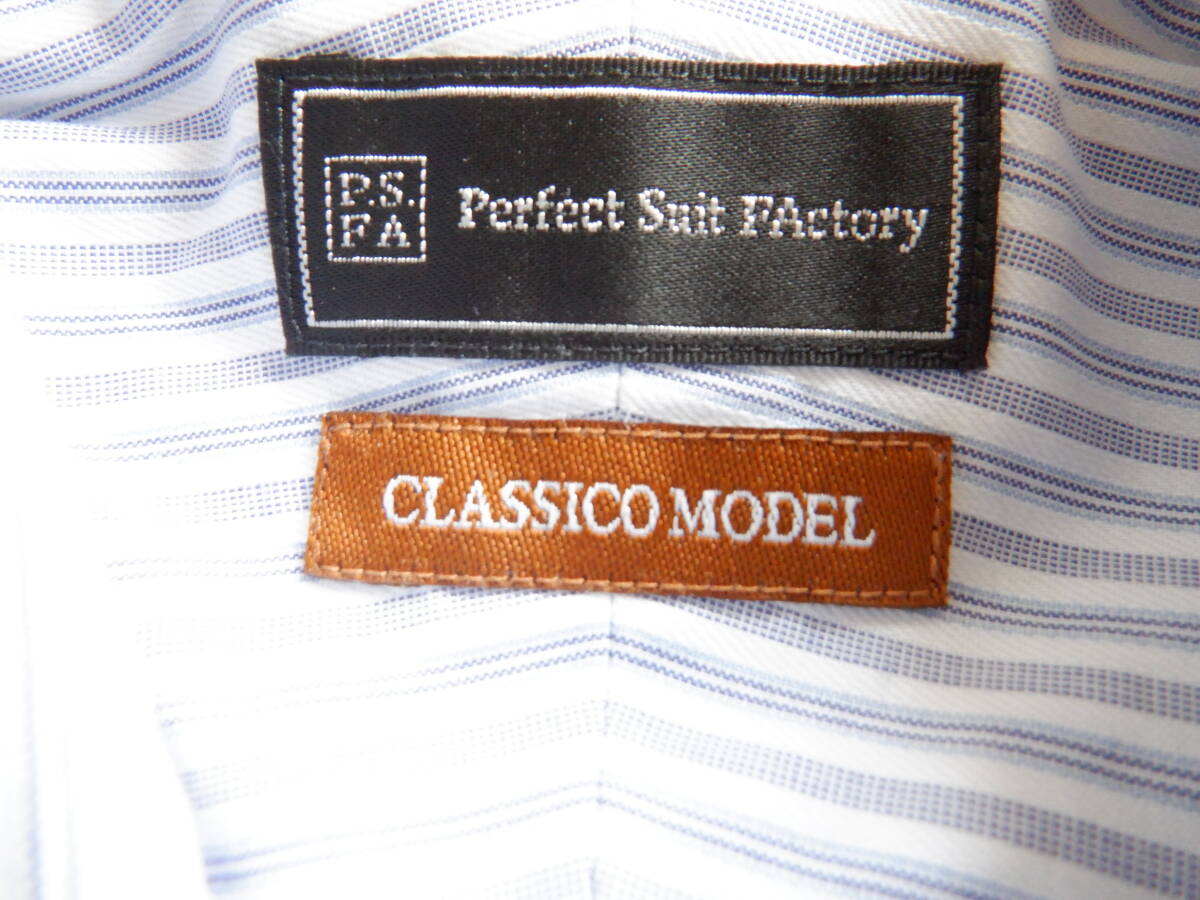 P.S.
FA
Perfect Suit FActory
CLASSICO MODEL